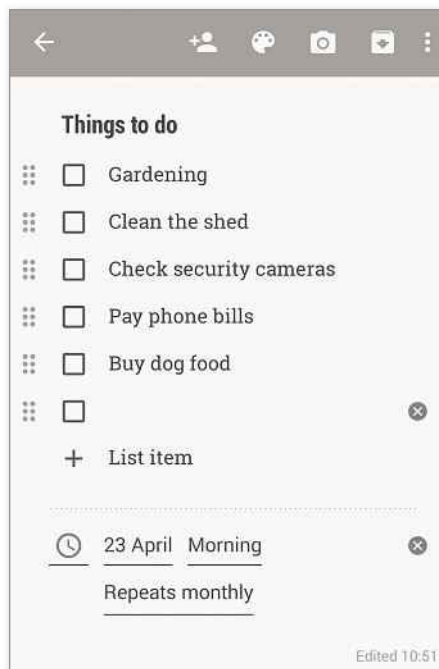 Things to do
Gardening
Clean the shed
Check security cameras
Pay phone bills
Buy dog food
+ List item
23 April Morning
Repeats monthly
Edited 10:51